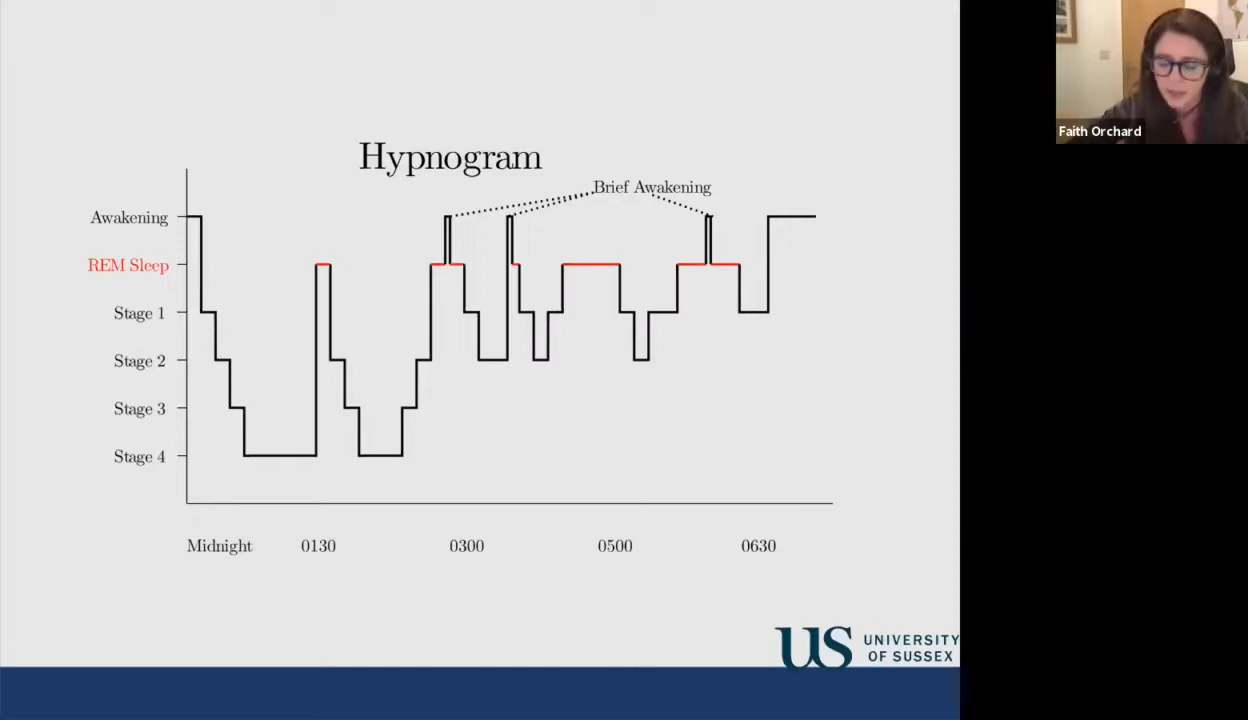 Hypnogram
Brief Awakening
Awakening
REM Sleep
Stage 1
Stage 2
Stage 3
Stage 4
Midnight 0130 0300 0500 0630
US UNIVERSITY
OF SUSSEX
Faith Orchard